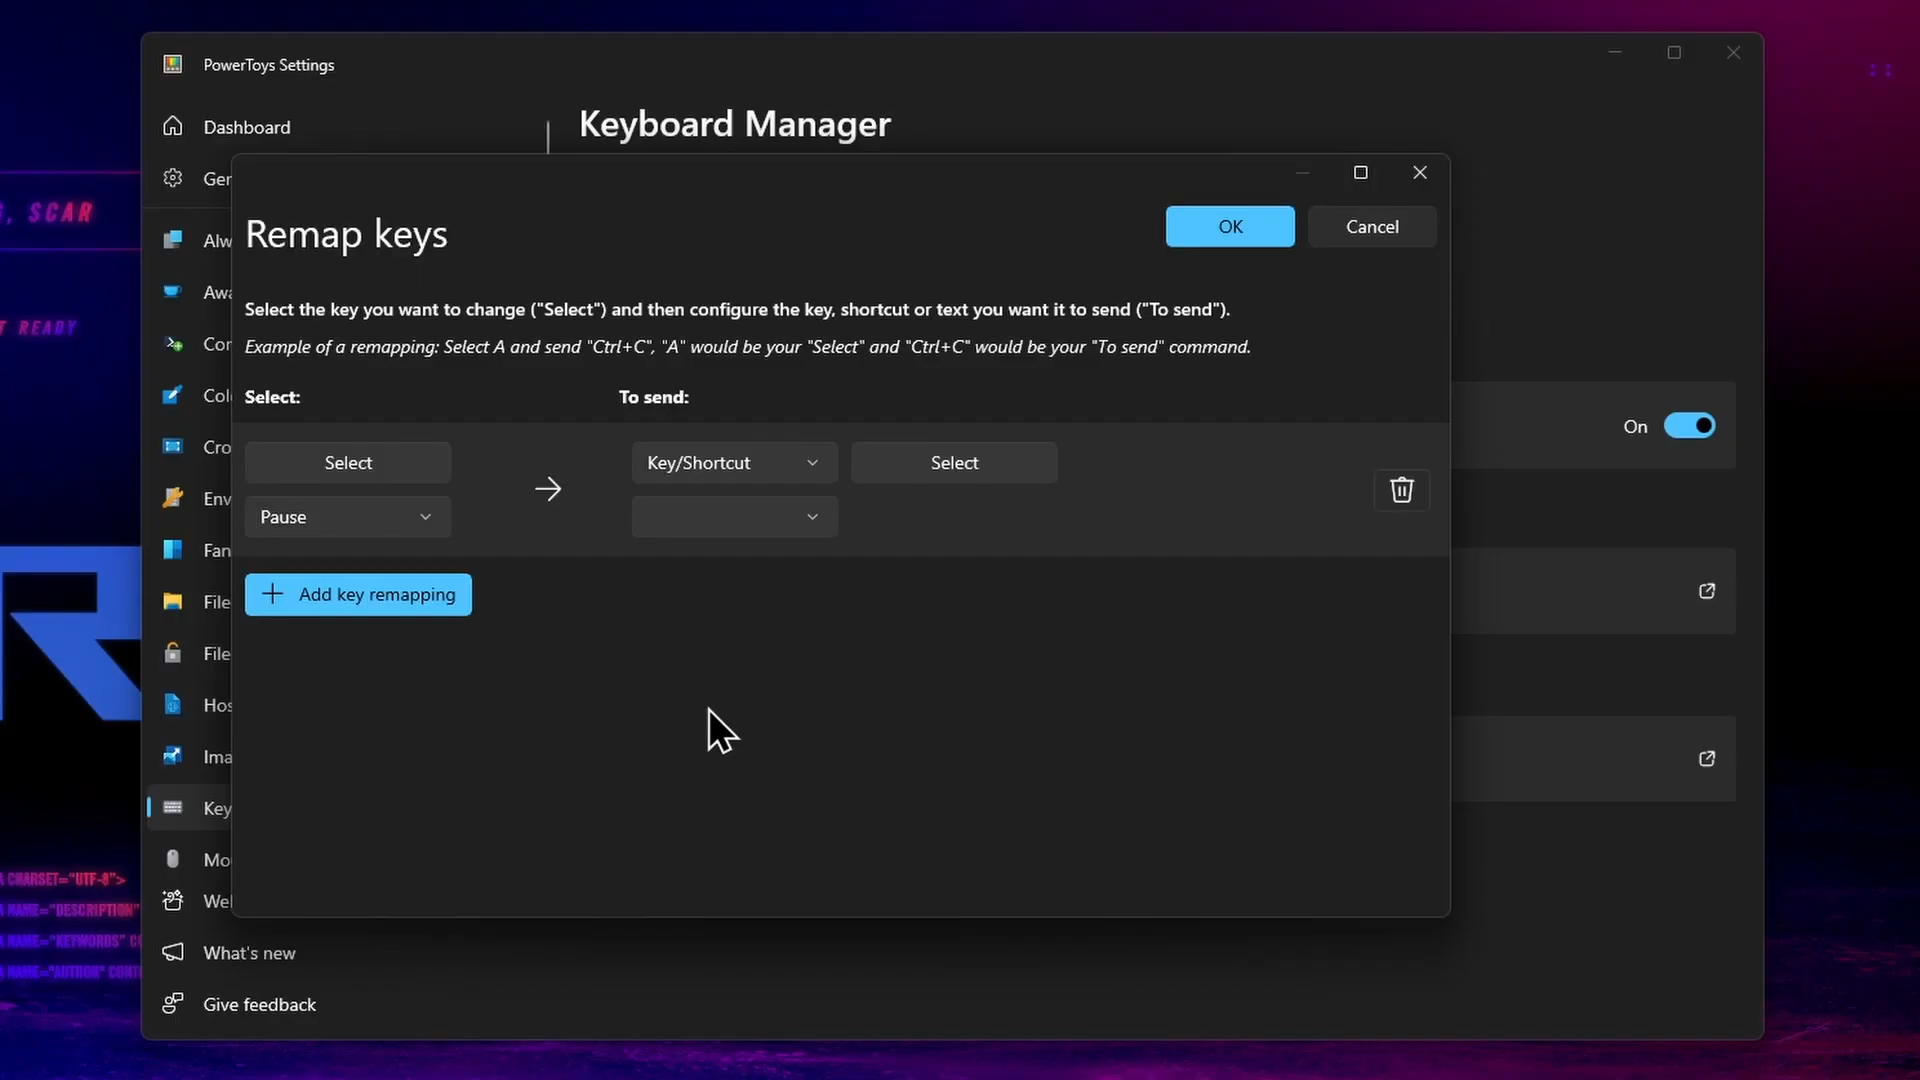 PowerToys Settings
Dashboard
Keyboard Manager
Ger
Remap keys
OK
Cancel
, SCAR
Alw
Awa
Select the key you want to change ("Select") and then configure the key, shortcut or text you want it to send ("To send").
READY
Cor
Example of a remapping: Select A and send "Ctrl+C", "A" would be your "Select" and "Ctrl+C" would be your "To send" command.
Colo
Select:
To send:
On
Cro
Select
Key/Shortcut
Select
Env
Pause
Fan
Add key remapping
File
File
Hos
Ima
Key
Mo
A CHARSET="UTF-8">
Wel
A NAME="DESCRIPTION"
A NAME="KEYWORDS" CO
What's new
A NAME="AUTHOR" CONT
Give feedback